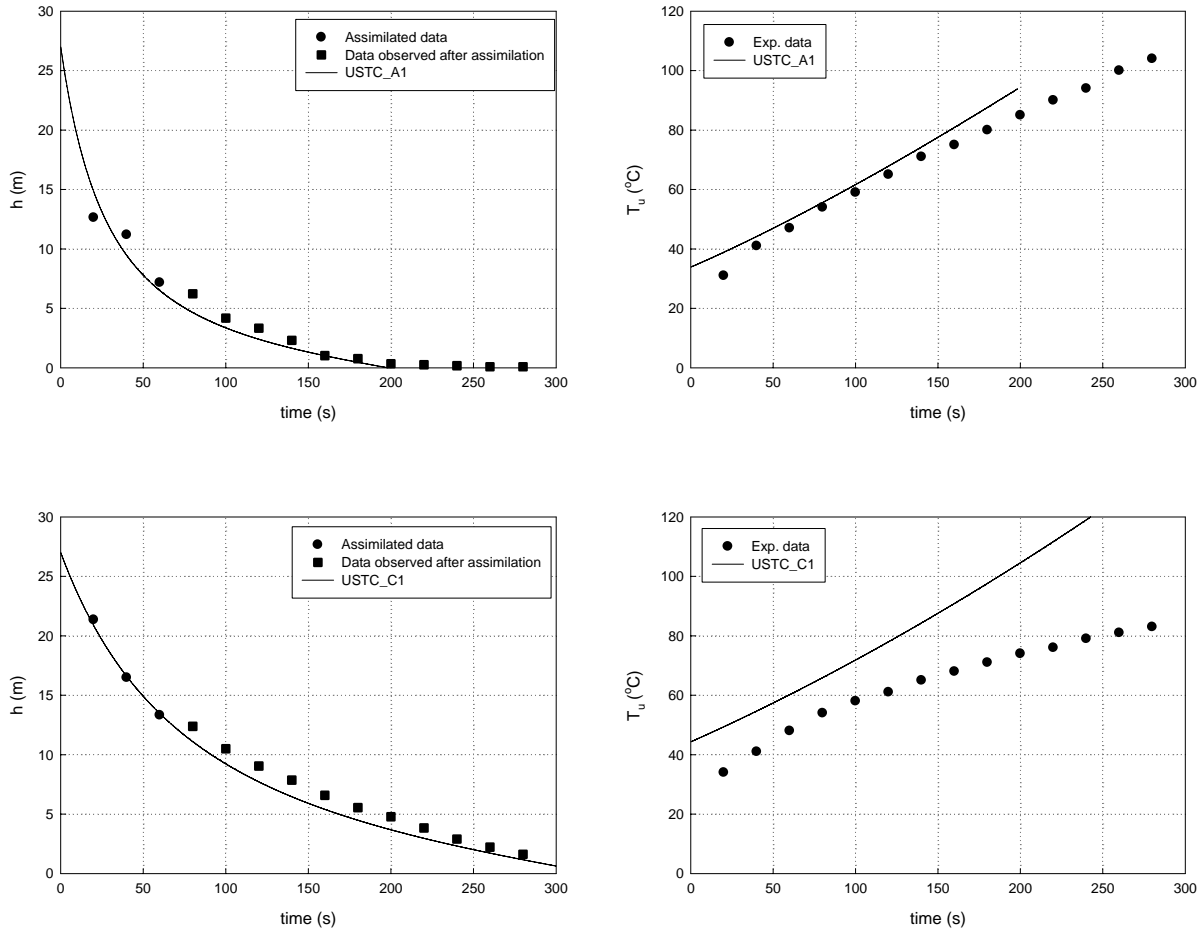 Assimilated data
Data observed after assimilation
USTC_A1
30
25
20
15
10
5
0
h (m)
0 50 100 150 200 250 300
time (s)
Exp. data
USTC_A1
120
100
80
60
40
20
0
Tu (oC)
0 50 100 150 200 250 300
time (s)
Assimilated data
Data observed after assimilation
USTC_C1
30
25
20
15
10
5
0
h (m)
0 50 100 150 200 250 300
time (s)
Exp. data
USTC_C1
120
100
80
60
40
20
0
Tu (oC)
0 50 100 150 200 250 300
time (s)